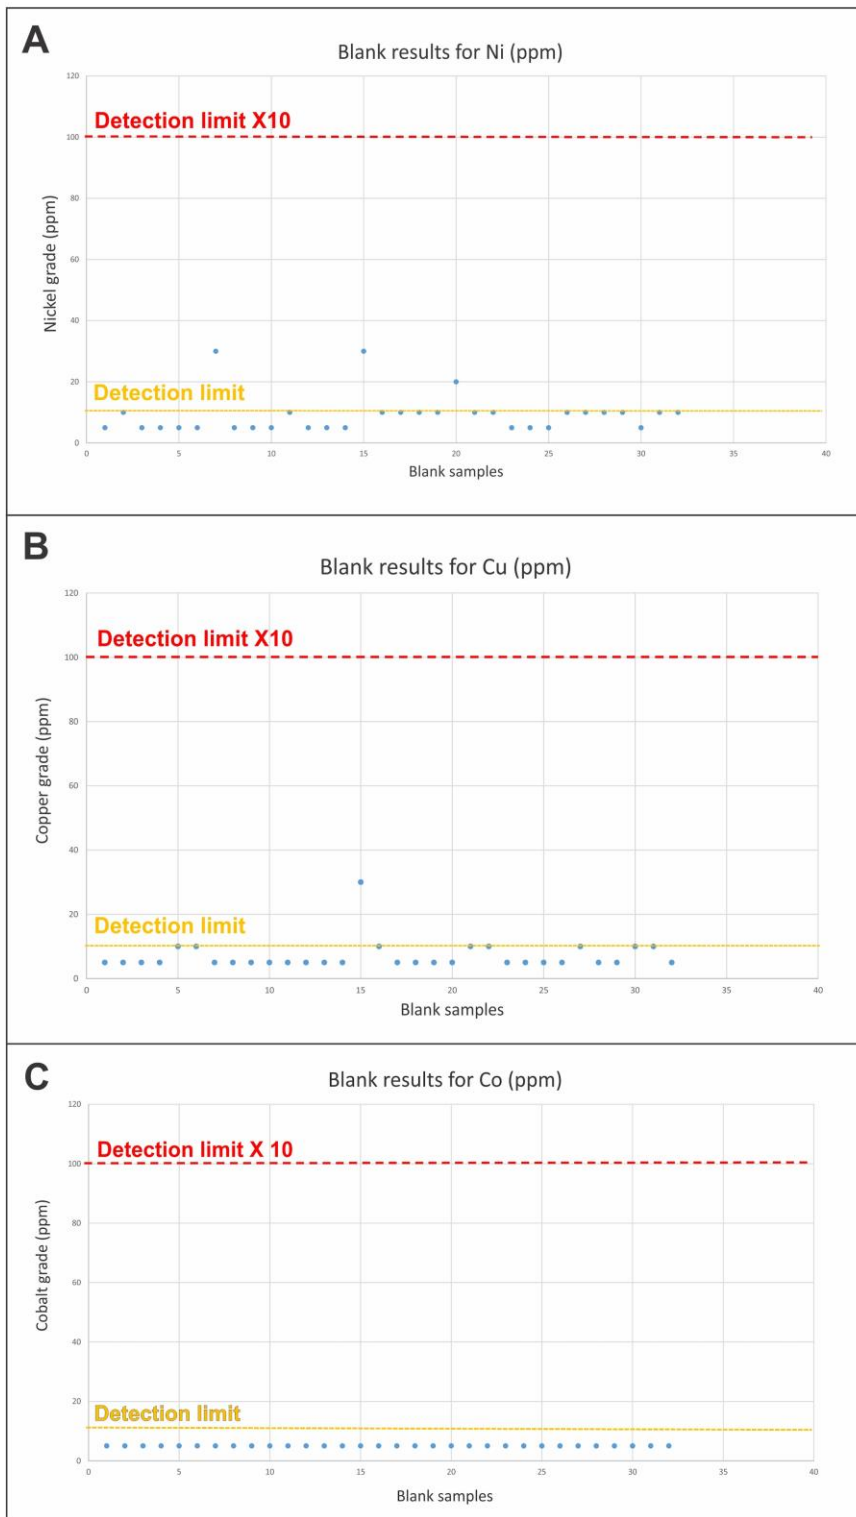 A
Blank results for Ni (ppm)
120
Detection limit X10
100
80
Nickel grade (ppm)
60
40
Detection limit
20
0
0 5 10 15 20 25 30 35 40
Blank samples
B
Blank results for Cu (ppm)
120
Detection limit X10
100
80
Copper grade (ppm)
60
40
Detection limit
20
0
0 5 10 15 20 25 30 35 40
Blank samples
C
Blank results for Co (ppm)
120
Detection limit X 10
100
80
Cobalt grade (ppm)
60
40
20
Detection limit
0
0 5 10 15 20 25 30 35 40
Blank samples